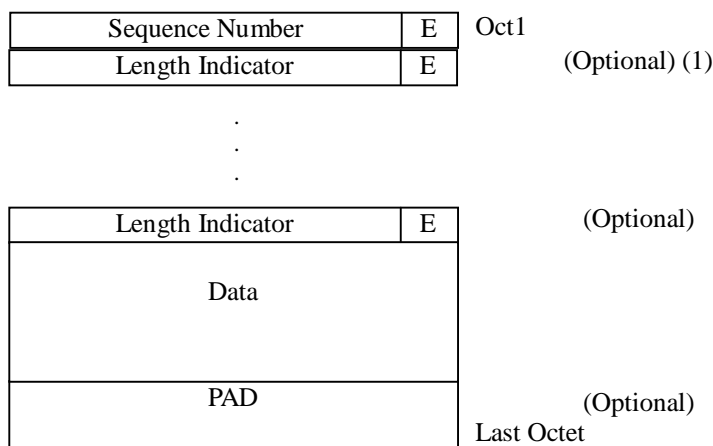 Sequence Number E Oct1
Length Indicator E (Optional) (1)
.
.
.
Length Indicator E (Optional)
Data
PAD (Optional)
Last Octet